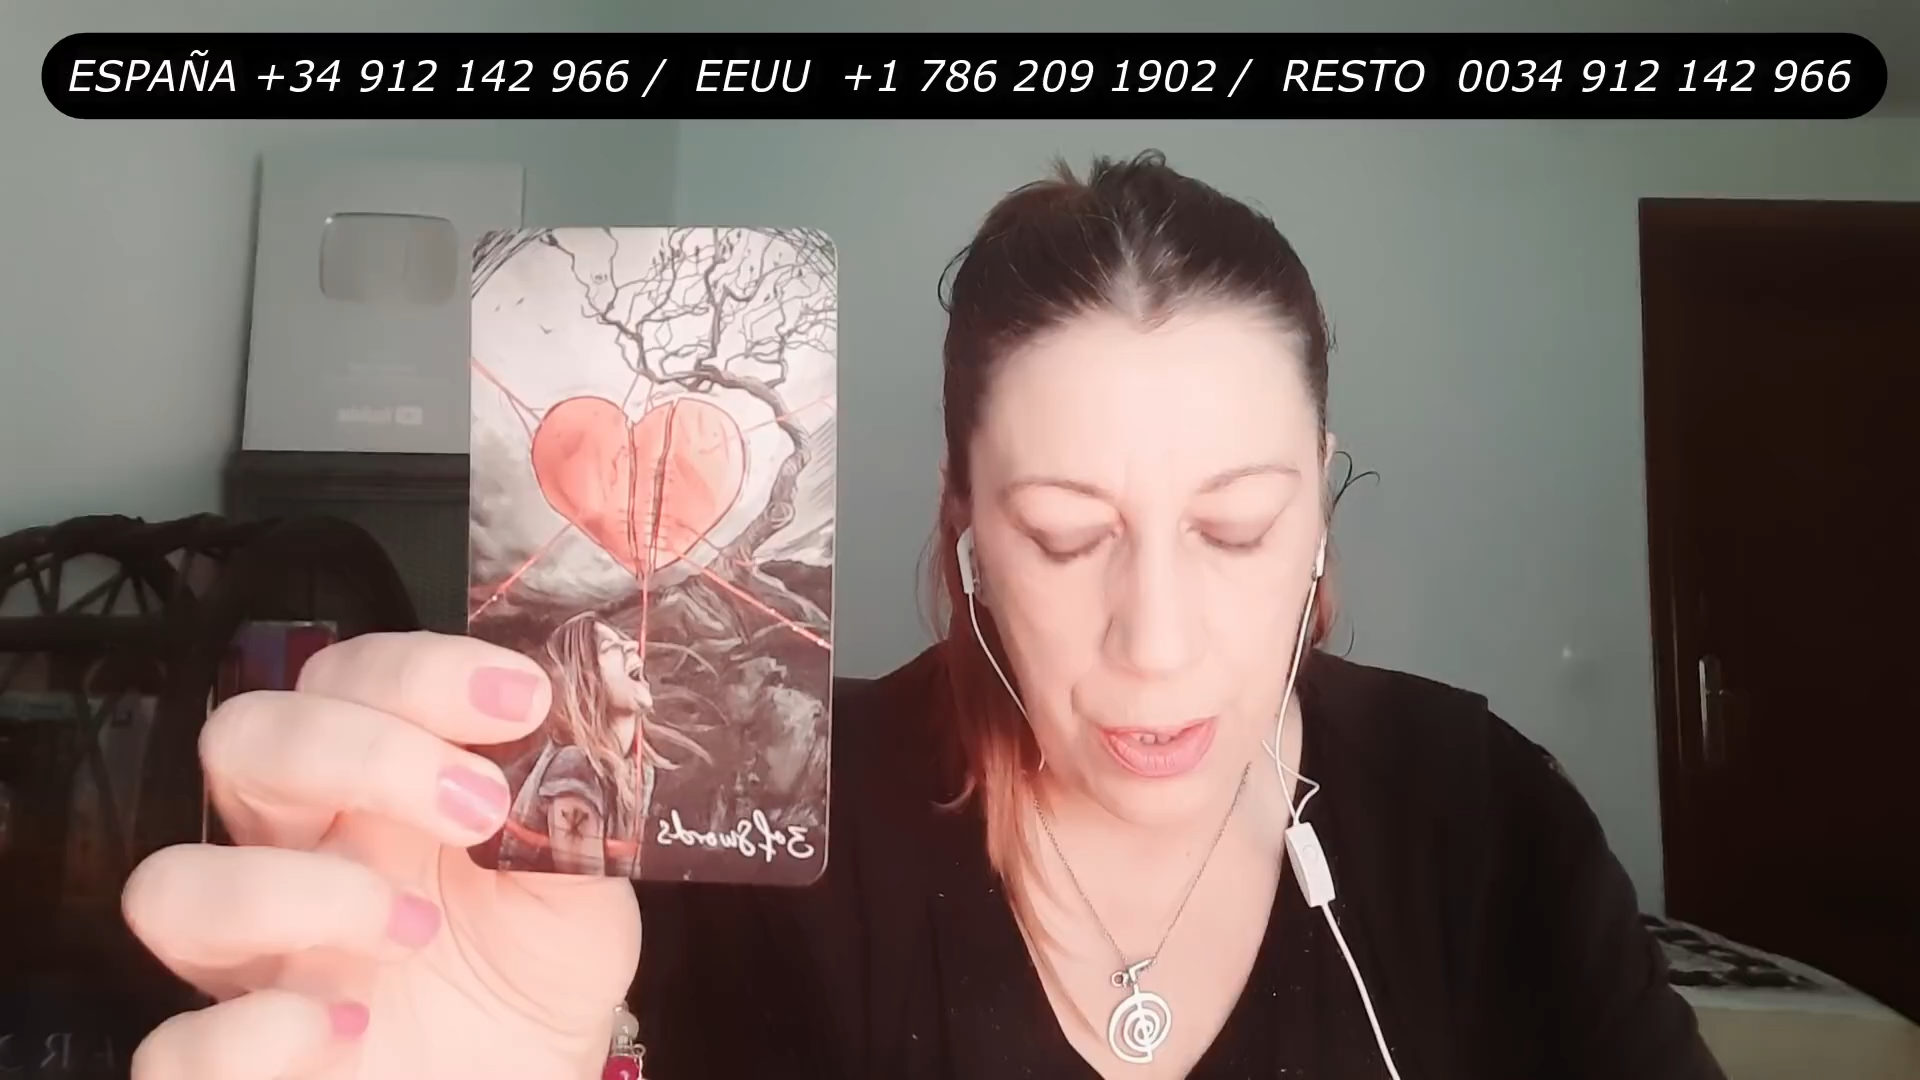 ESPAÑA +34 912 142 966 / EEUU +1 786 209 1902 / RESTO 0034 912 142 966
3 of Swords